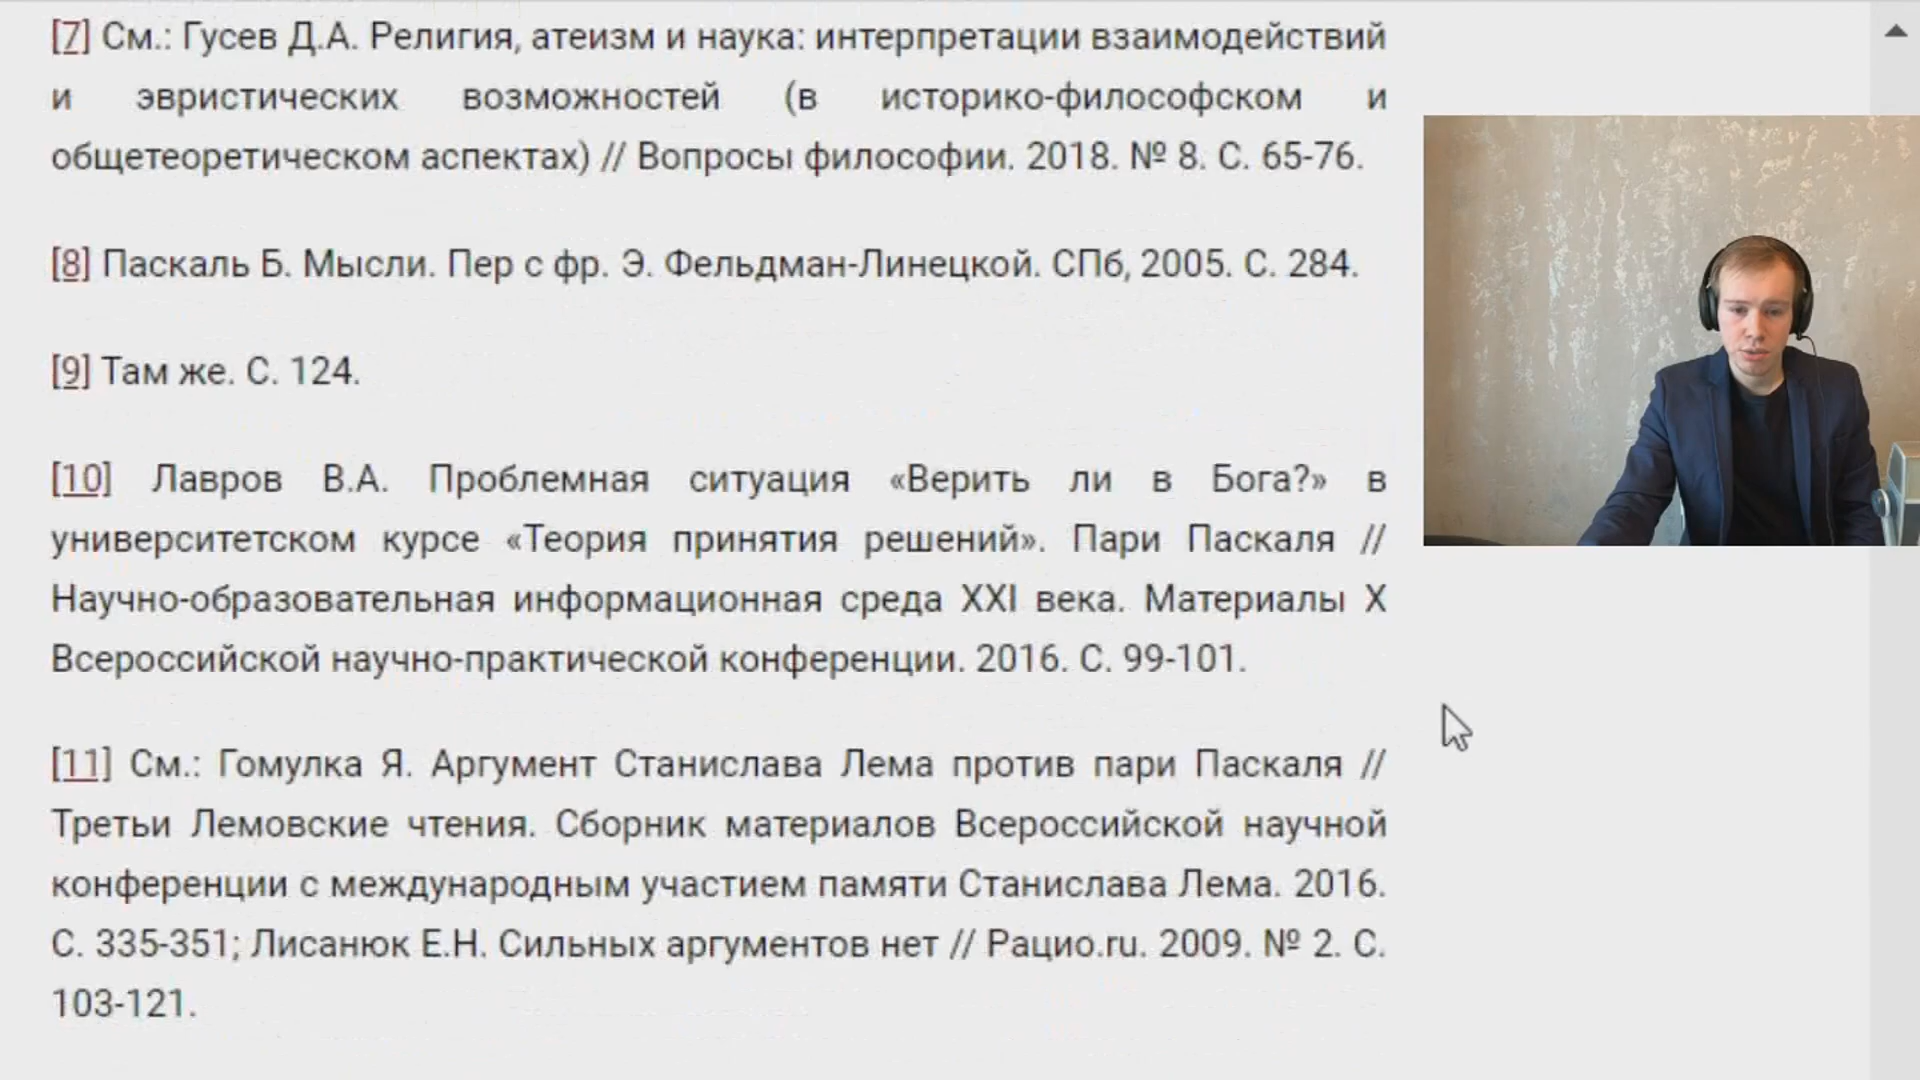 [7] См.: Гусев Д.А. Религия, атеизм и наука: интерпретации взаимодействий
и эвристических возможностей (в историко-философском и
общетеоретическом аспектах) // Вопросы философии. 2018. № 8. С. 65-76.
[8] Паскаль Б. Мысли. Пер с фр. Э. Фельдман-Линецкой. СПб, 2005. С. 284.
[9] Там же. С. 124.
[10] Лавров В.А. Проблемная ситуация «Верить ли в Бога?» в
университетском курсе «Теория принятия решений». Пари Паскаля //
Научно-образовательная информационная среда XXI века. Материалы X
Всероссийской научно-практической конференции. 2016. С. 99-101.
[11] См.: Гомулка Я. Аргумент Станислава Лема против пари Паскаля //
Третьи Лемовские чтения. Сборник материалов Всероссийской научной
конференции с международным участием памяти Станислава Лема. 2016.
С. 335-351; Лисанюк Е.Н. Сильных аргументов нет // Рацио.ru. 2009. № 2. С.
103-121.